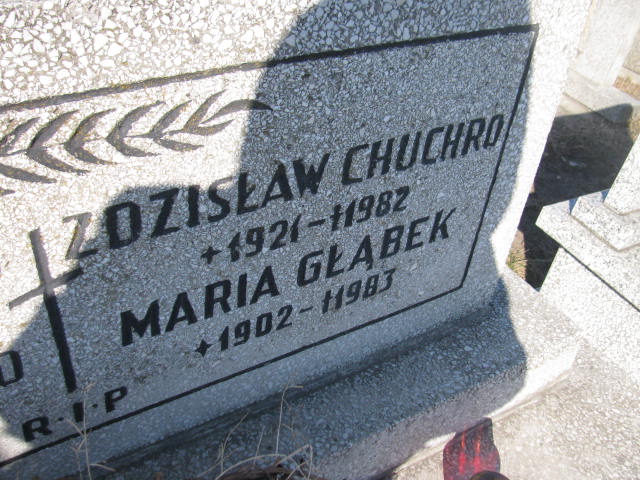 ZDZISŁAW CHUCHRO
+1921-†1982
MARIA GŁĄBEK
+1902-†1983
R·I·P